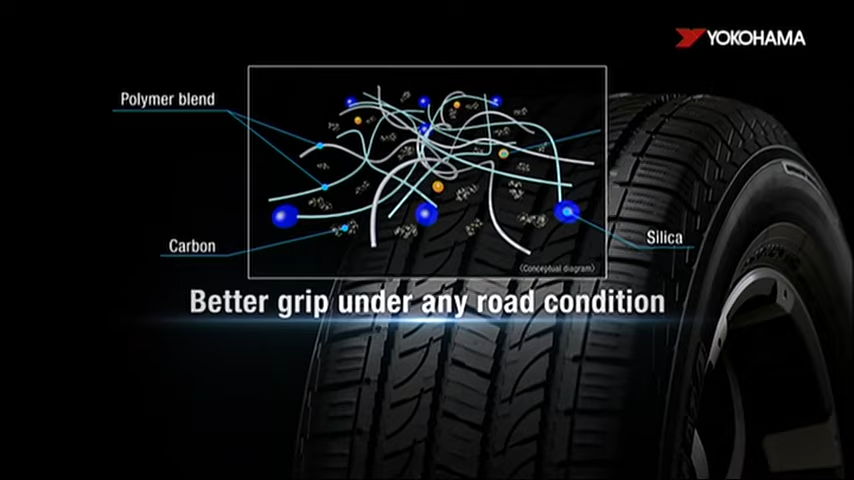 YOKOHAMA
Polymer blend
Carbon
Silica
(Conceptual diagram)
Better grip under any road condition